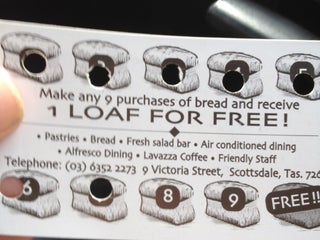 Make any 9 purchases of bread and receive
1 LOAF FOR FREE!
• Pastries • Bread • Fresh salad bar • Air conditioned dining
• Alfresco Dining • Lavazza Coffee • Friendly Staff
Telephone: (03) 6352 2273 9 Victoria Street, Scottsdale, Tas. 726
6 8 9 FREE!!